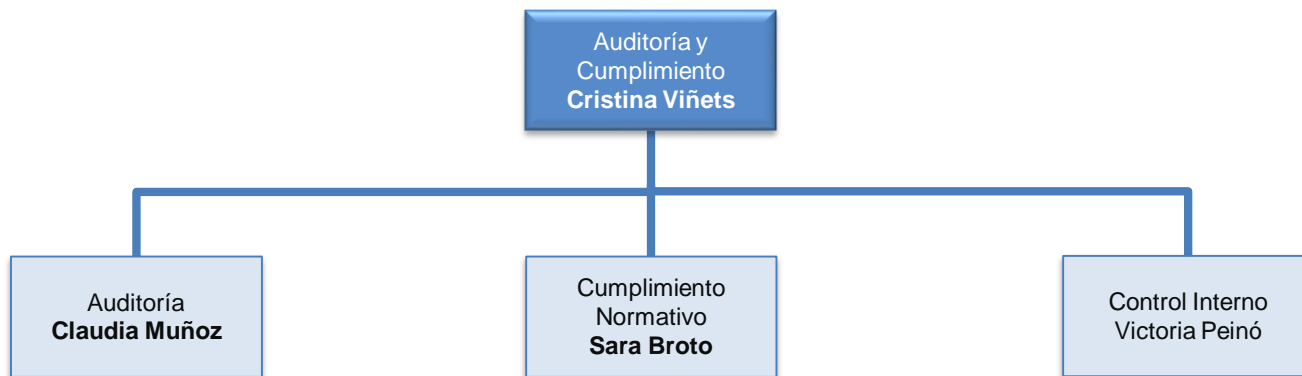 Auditoría y
Cumplimiento
Cristina Viñets
Auditoría
Claudia Muñoz
Cumplimiento
Normativo
Sara Broto
Control Interno
Victoria Peinó